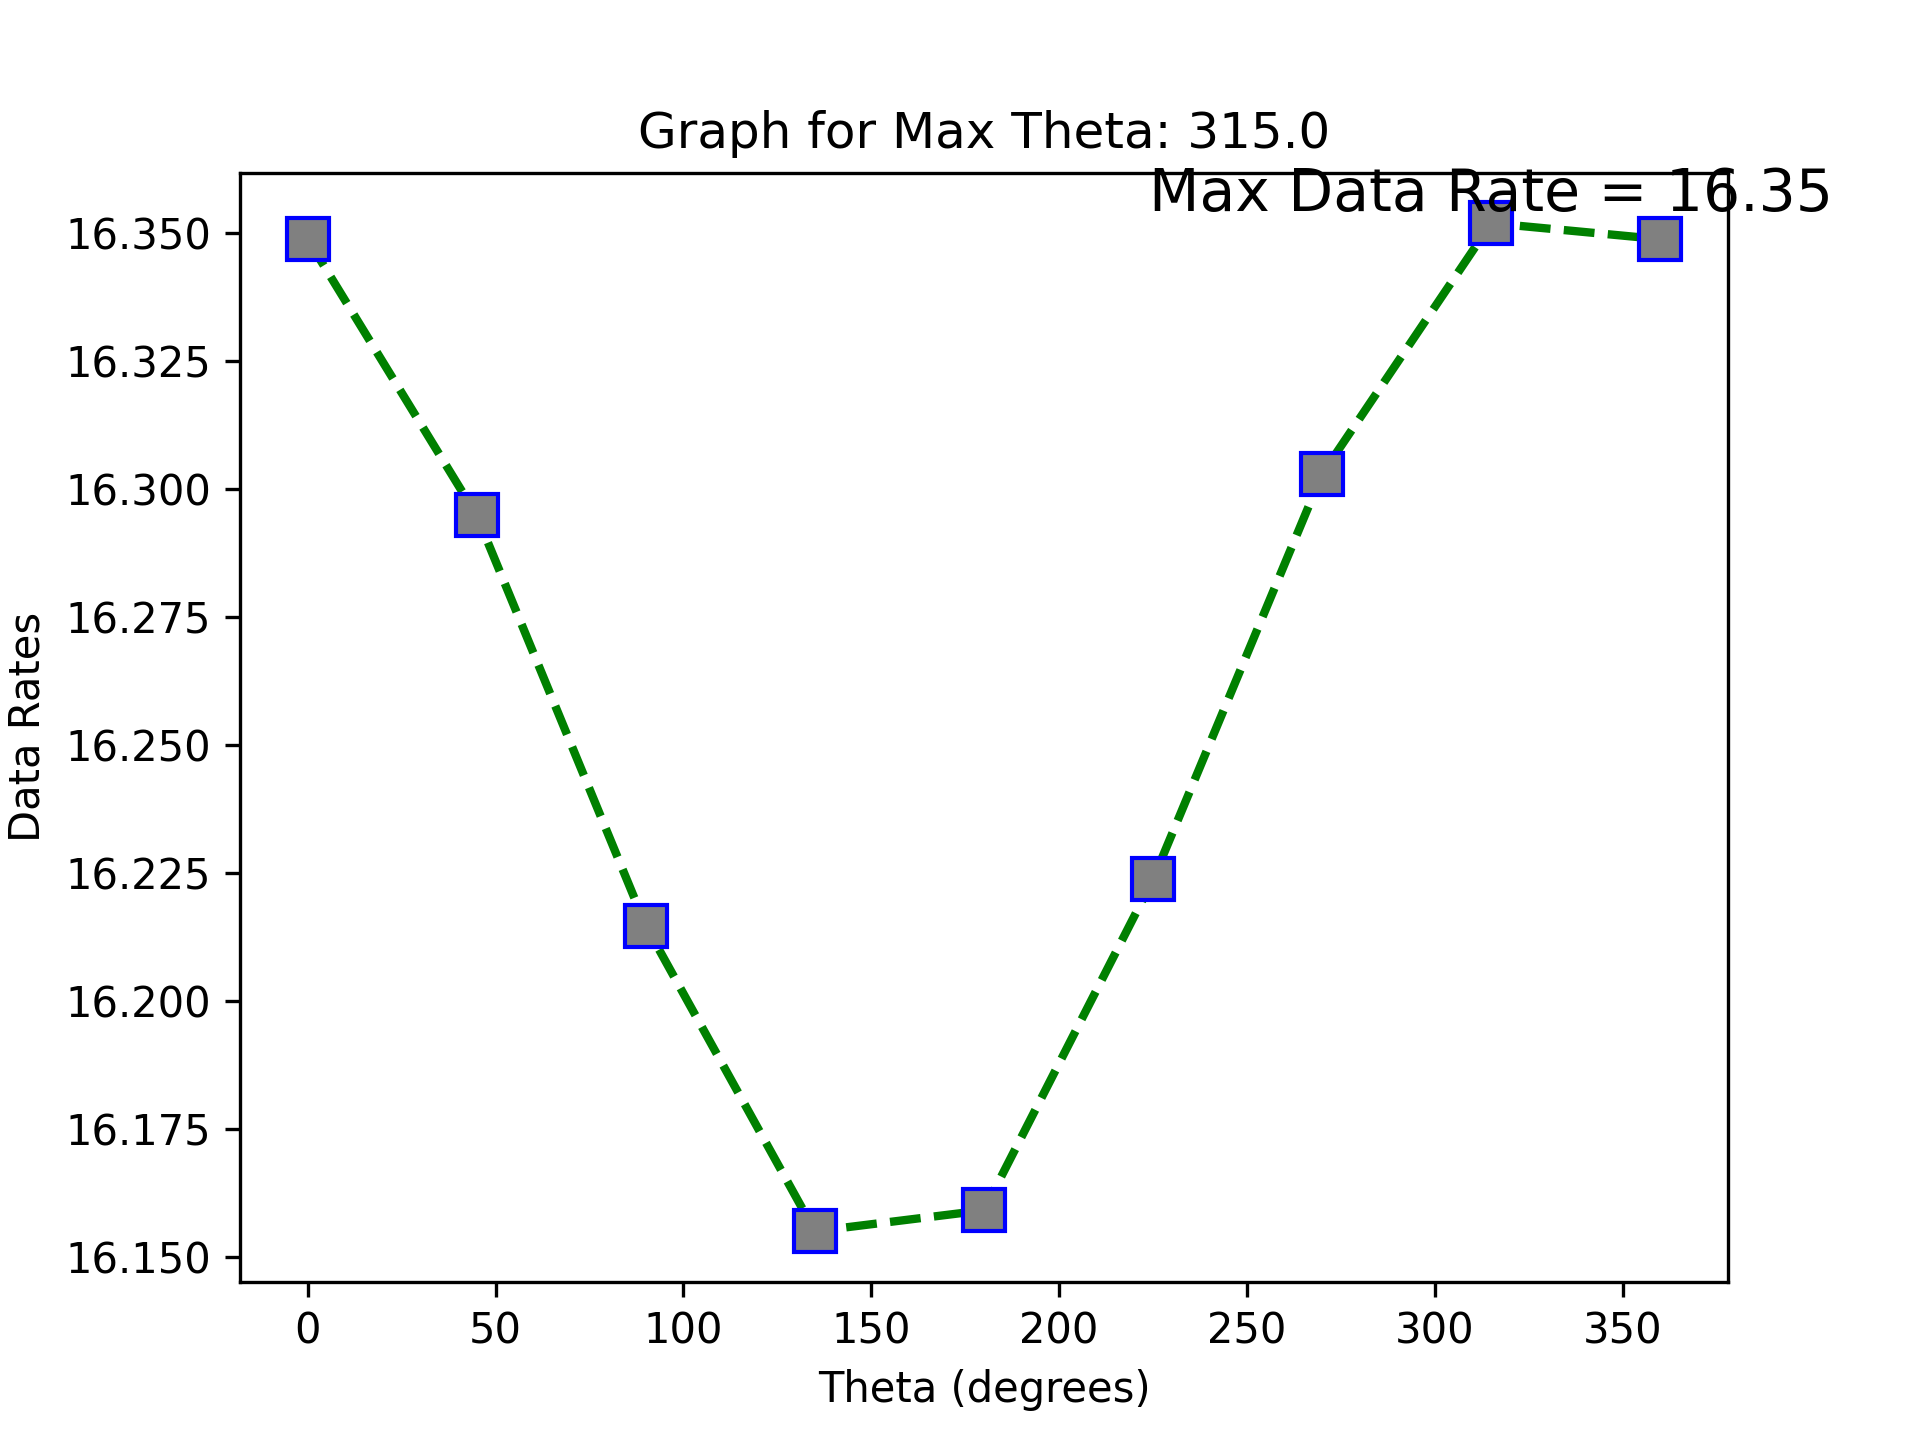 Graph for Max Theta: 315.0
Max Data Rate = 16.35
16.350
16.325
16.300
16.275
16.250
16.225
16.200
16.175
16.150
Data Rates
0 50 100 150 200 250 300 350
Theta (degrees)